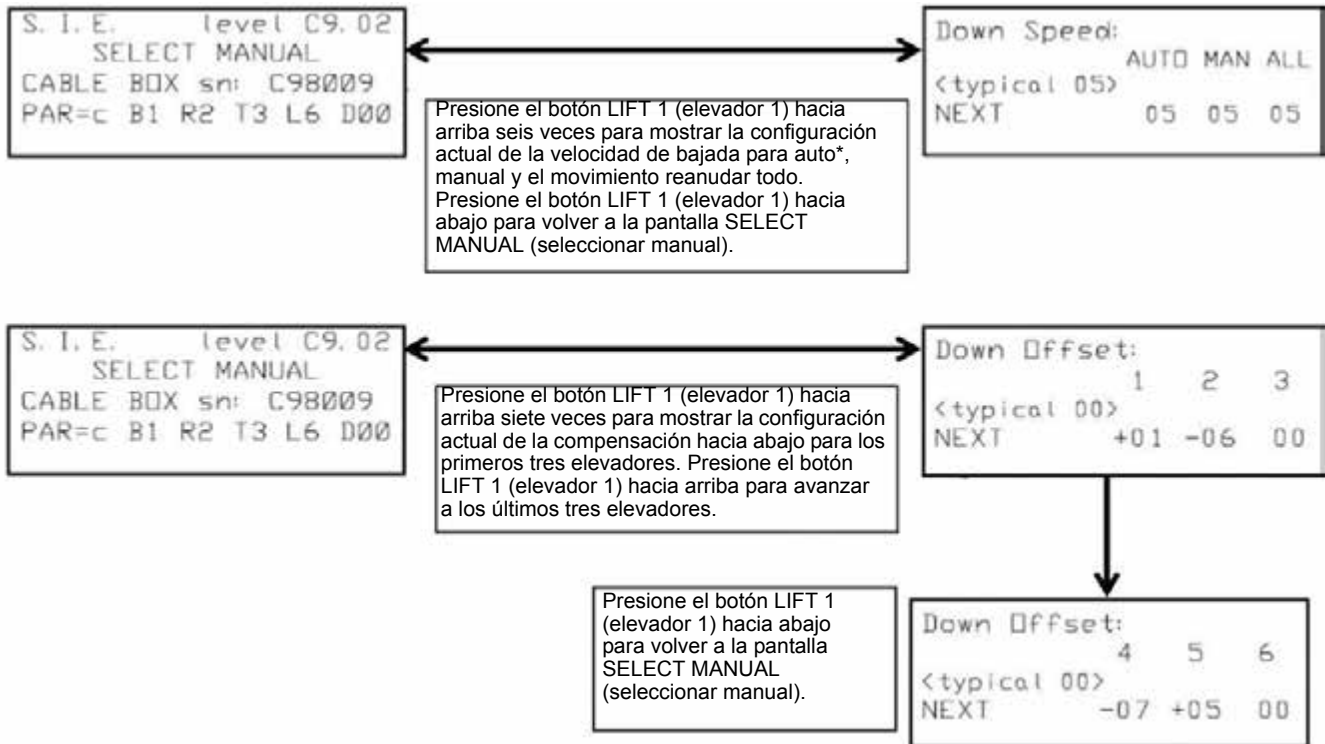 S. I. E. level C9.02
SELECT MANUAL
CABLE BOX sn: C98009
PAR=c B1 R2 T3 L6 D00
Presione el botón LIFT 1 (elevador 1) hacia
arriba seis veces para mostrar la configuración
actual de la velocidad de bajada para auto*,
manual y el movimiento reanudar todo.
Presione el botón LIFT 1 (elevador 1) hacia
abajo para volver a la pantalla SELECT
MANUAL (seleccionar manual).
Down Speed:
AUTO MAN ALL
<typical 05>
NEXT 05 05 05
S. I. E. level C9.02
SELECT MANUAL
CABLE BOX sn: C98009
PAR=c B1 R2 T3 L6 D00
Presione el botón LIFT 1 (elevador 1) hacia
arriba siete veces para mostrar la configuración
actual de la compensación hacia abajo para los
primeros tres elevadores. Presione el botón
LIFT 1 (elevador 1) hacia arriba para avanzar
a los últimos tres elevadores.
Down Offset:
1 2 3
<typical 00>
NEXT +01 -06 00
Presione el botón LIFT 1
(elevador 1) hacia abajo
para volver a la pantalla
SELECT MANUAL
(seleccionar manual).
Down Offset:
4 5 6
<typical 00>
NEXT -07 +05 00